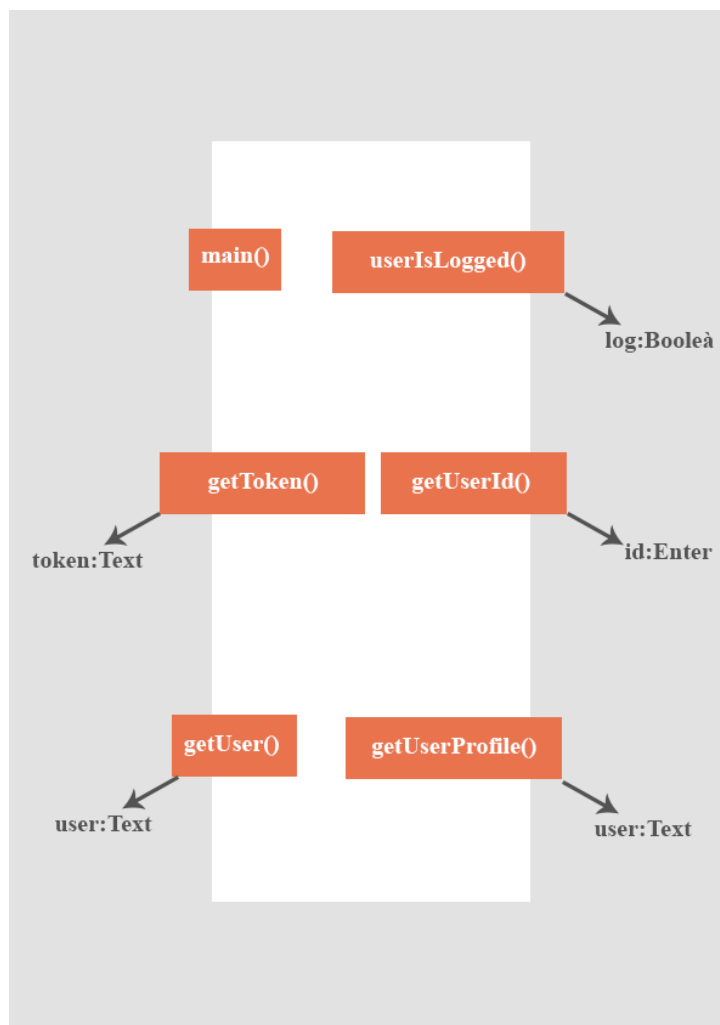 main()
userIsLogged()
log:Booleà
getToken()
getUserId()
token:Text
id:Enter
getUser()
getUserProfile()
user:Text
user:Text